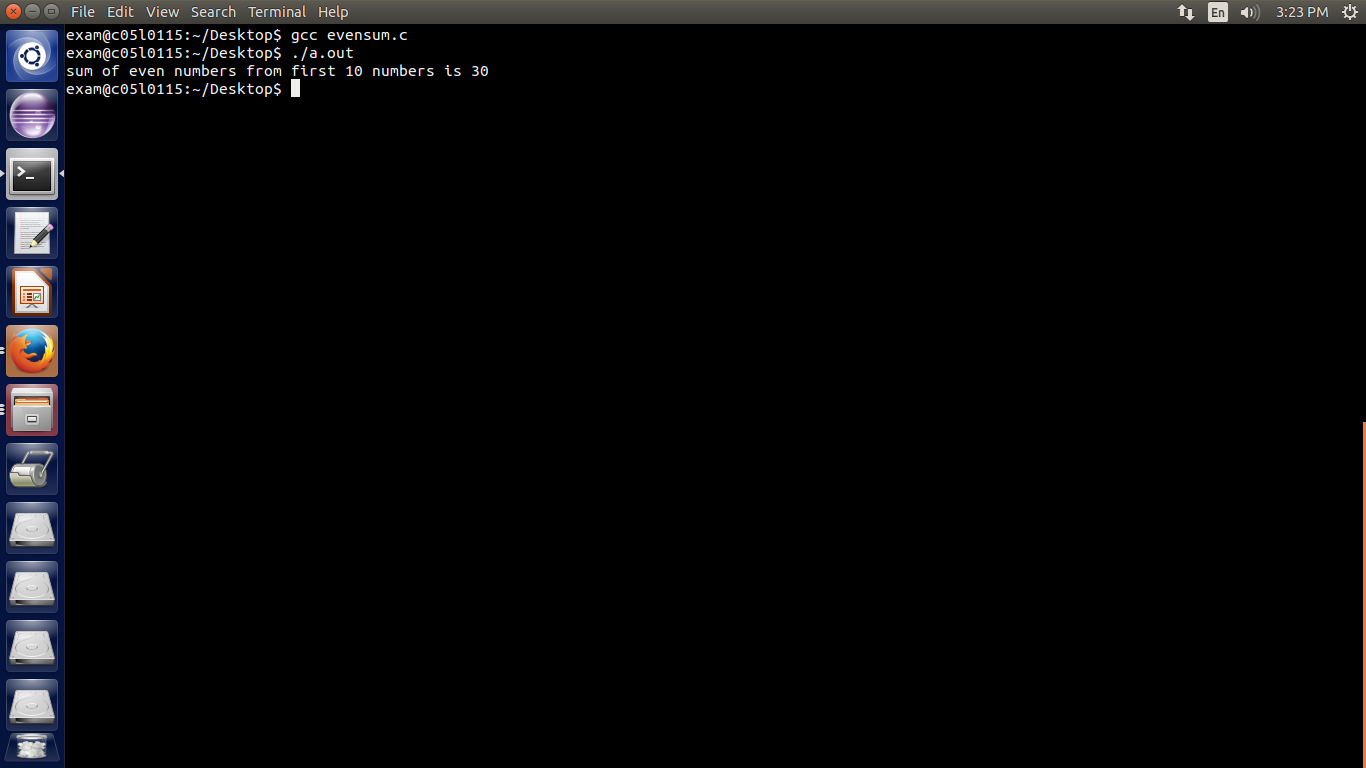 File Edit View Search Terminal Help
En 3:23 PM
exam@c05l0115:~/Desktop$ gcc evensum.c
exam@c05l0115:~/Desktop$ ./a.out
sum of even numbers from first 10 numbers is 30
exam@c05l0115:~/Desktop$